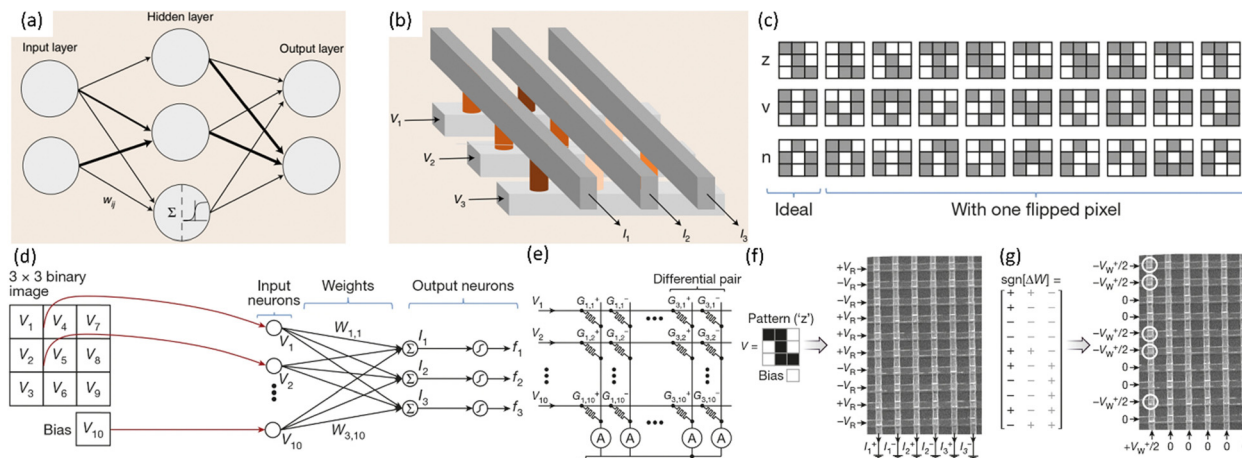 (a)
Hidden layer
Input layer
Output layer
w_ij
Σ
(b)
V_1
V_2
V_3
I_1
I_2
I_3
(c)
z
v
n
Ideal
With one flipped pixel
(d)
3 × 3 binary
image
V_1 V_4 V_7
V_2 V_5 V_8
V_3 V_6 V_9
Bias V_10
Input
neurons
Weights
Output neurons
V_1
V_2
V_10
W_1,1
W_3,10
Σ
Σ
Σ
I_1
I_2
I_3
f_1
f_2
f_3
(e)
Differential pair
V_1 G_1,1^+ G_1,1^- G_3,1^+ G_3,1^-
V_2 G_1,2^+ G_1,2^- G_3,2^+ G_3,2^-
V_10 G_1,10^+ G_1,10^- G_3,10^+ G_3,10^-
A A A A
(f)
Pattern ('z')
V =
Bias
+V_R
-V_R
-V_R
+V_R
+V_R
+V_R
-V_R
-V_R
+V_R
-V_R
I_1^+ I_1^- I_2^+ I_2^- I_3^+ I_3^-
(g)
sgn[ΔW] =
+ + −
+ − −
− − −
− − −
+ + −
+ − +
− − +
− − +
+ − −
− + +
−V_W^+/2
−V_W^+/2
0
0
−V_W^+/2
−V_W^+/2
0
0
−V_W^+/2
0
+V_W^+/2 0 0 0 0